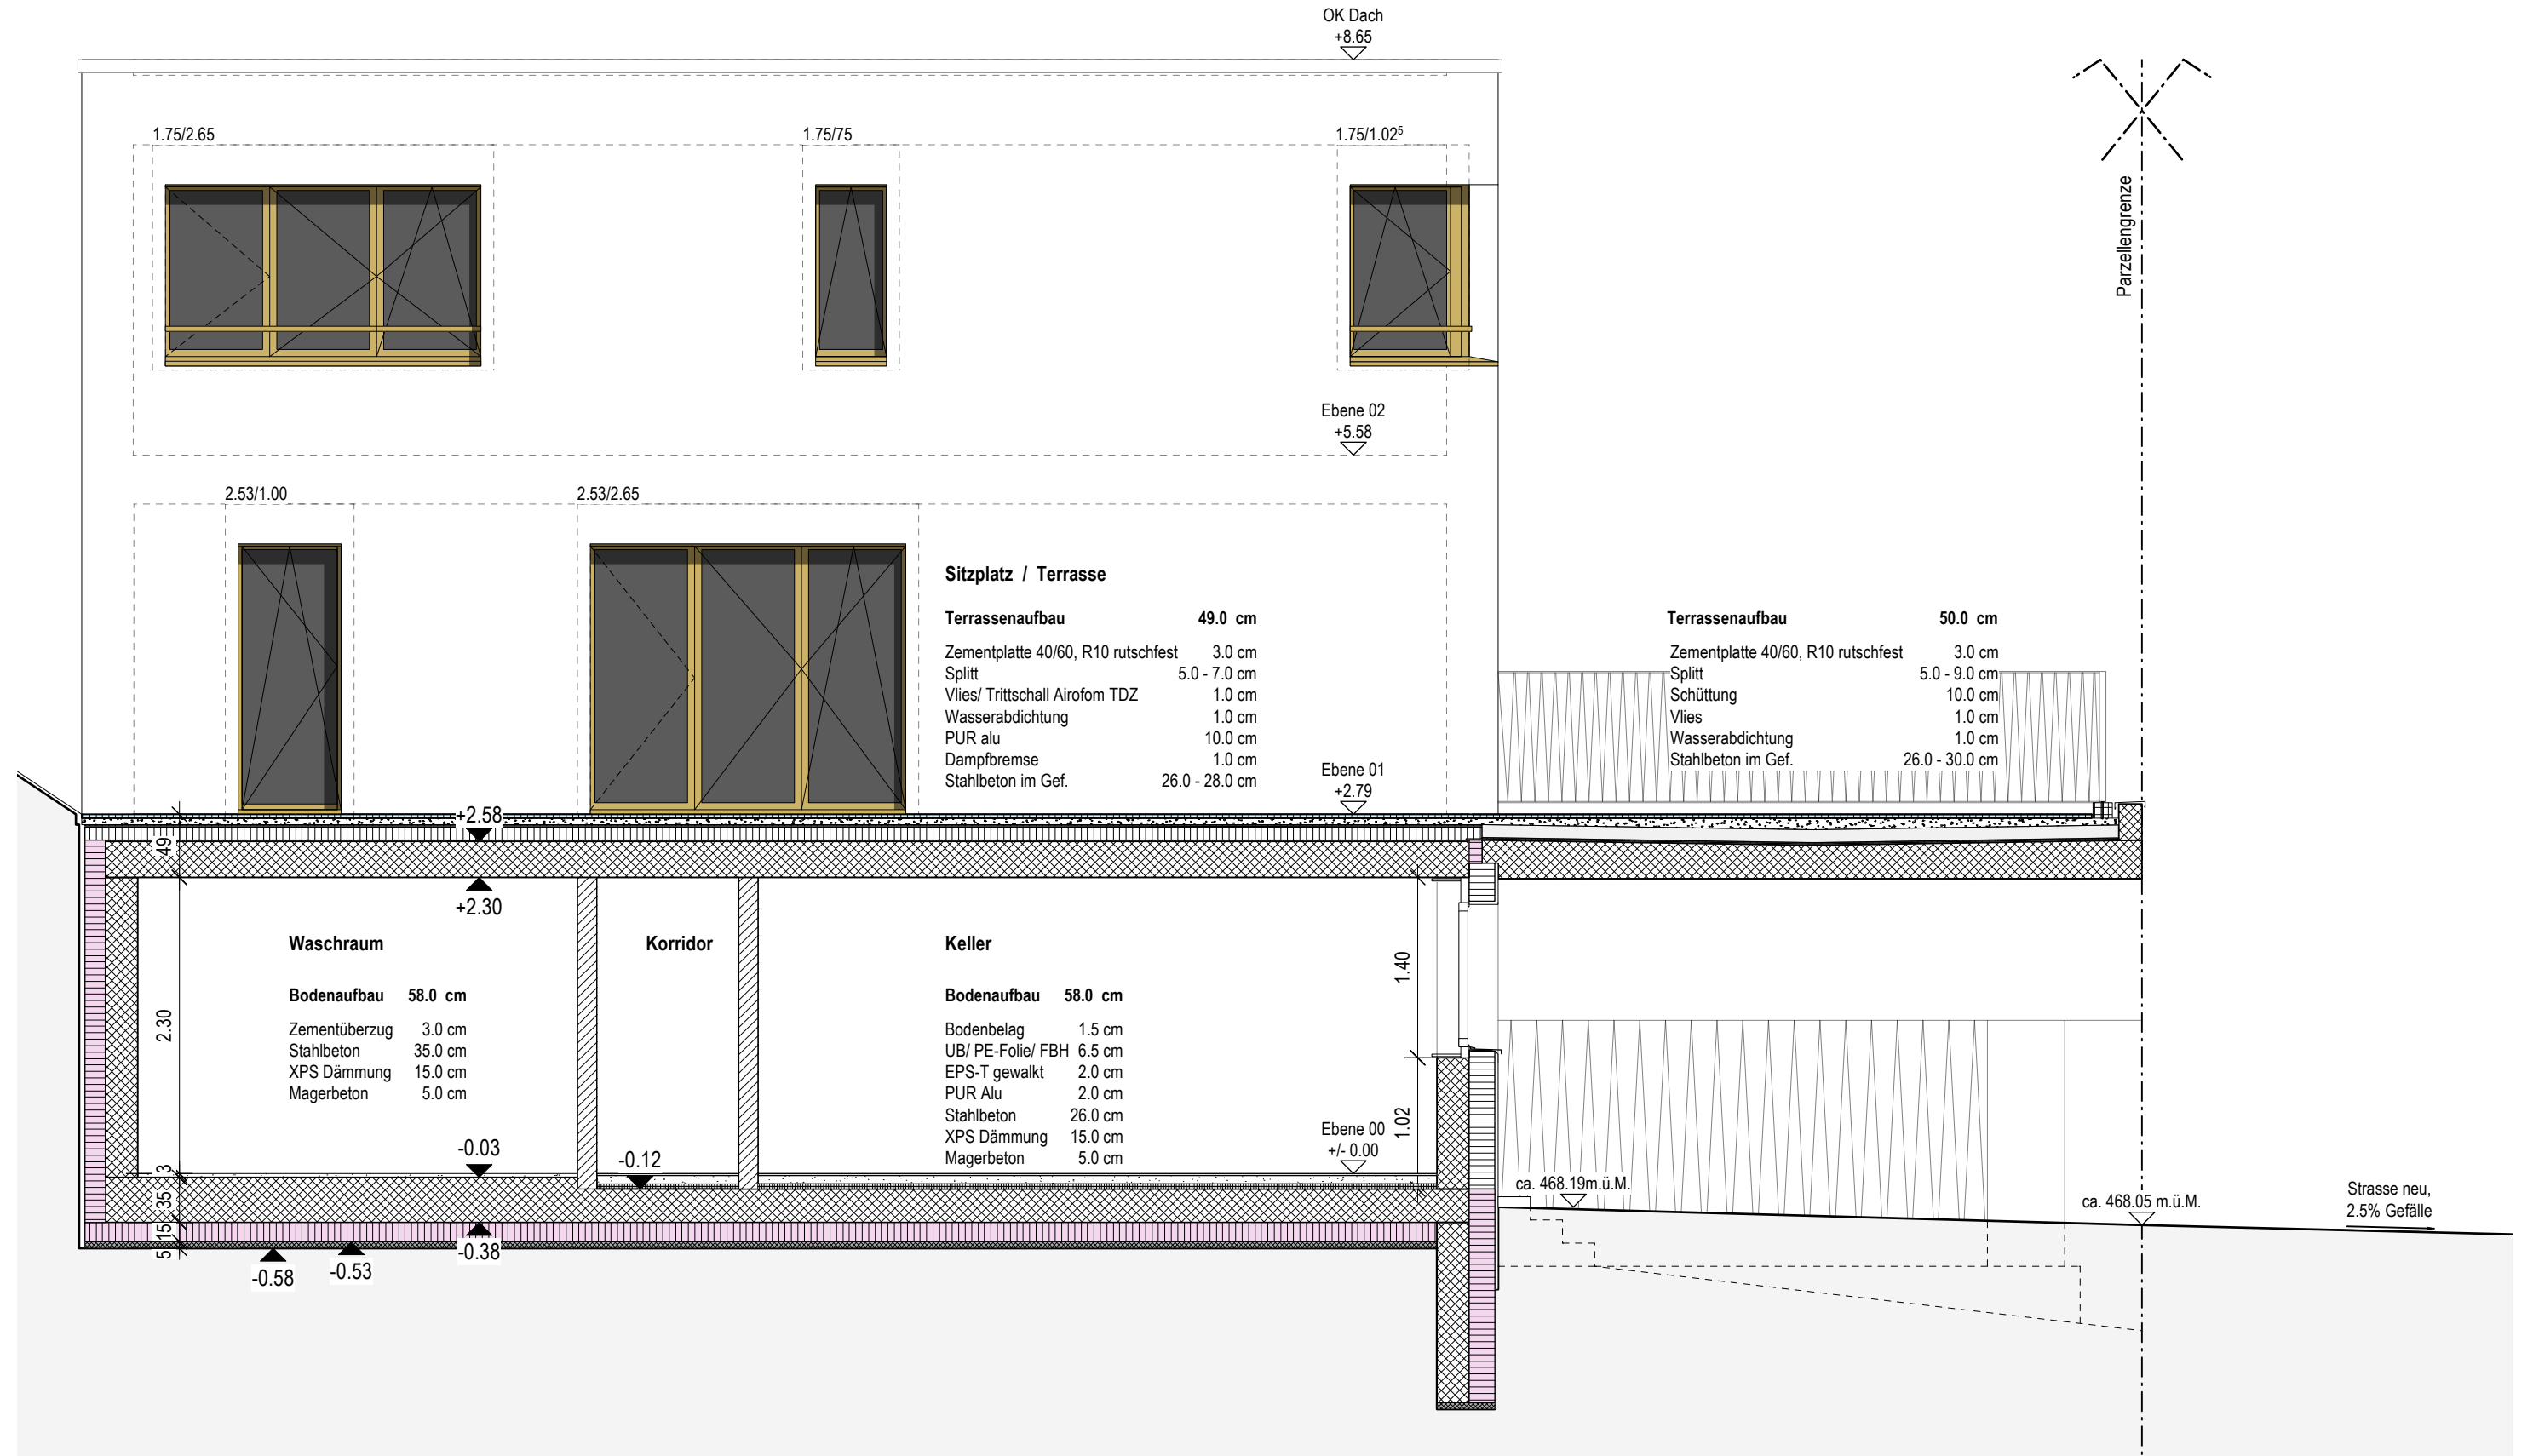 OK Dach
+8.65
1.75/2.65
1.75/75
1.75/1.02⁵
Parzellengrenze
Ebene 02
+5.58
2.53/1.00
2.53/2.65
Sitzplatz / Terrasse
Terrassenaufbau 49.0 cm
Zementplatte 40/60, R10 rutschfest 3.0 cm
Splitt 5.0 - 7.0 cm
Vlies/ Trittschall Airofom TDZ 1.0 cm
Wasserabdichtung 1.0 cm
PUR alu 10.0 cm
Dampfbremse 1.0 cm
Stahlbeton im Gef. 26.0 - 28.0 cm
Terrassenaufbau 50.0 cm
Zementplatte 40/60, R10 rutschfest 3.0 cm
Splitt 5.0 - 9.0 cm
Schüttung 10.0 cm
Vlies 1.0 cm
Wasserabdichtung 1.0 cm
Stahlbeton im Gef. 26.0 - 30.0 cm
Ebene 01
+2.79
+2.58
49
+2.30
Waschraum
Bodenaufbau 58.0 cm
Zementüberzug 3.0 cm
Stahlbeton 35.0 cm
XPS Dämmung 15.0 cm
Magerbeton 5.0 cm
Korridor
Keller
Bodenaufbau 58.0 cm
Bodenbelag 1.5 cm
UB/ PE-Folie/ FBH 6.5 cm
EPS-T gewalkt 2.0 cm
PUR Alu 2.0 cm
Stahlbeton 26.0 cm
XPS Dämmung 15.0 cm
Magerbeton 5.0 cm
2.30
1.40
1.02
Ebene 00
+/- 0.00
-0.03
-0.12
3
35
15
5
-0.38
-0.53
-0.58
ca. 468.19m.ü.M.
ca. 468.05 m.ü.M.
Strasse neu,
2.5% Gefälle